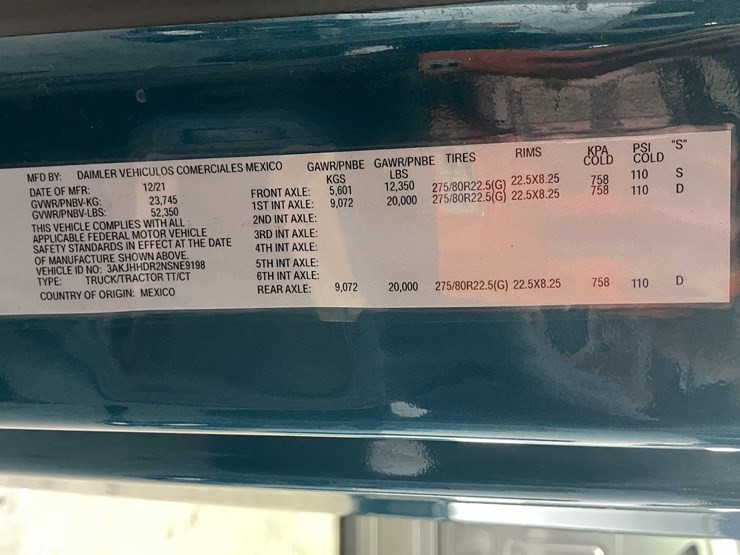 MFD BY: DAIMLER VEHICULOS COMERCIALES MEXICO GAWR/PNBE GAWR/PNBE TIRES RIMS KPA PSI "S"
KGS LBS COLD COLD
DATE OF MFR: 12/21 FRONT AXLE: 5,601 12,350 275/80R22.5(G) 22.5X8.25 758 110 S
GVWR/PNBV-KG: 23,745 1ST INT AXLE: 9,072 20,000 275/80R22.5(G) 22.5X8.25 758 110 D
GVWR/PNBV-LBS: 52,350 2ND INT AXLE:
THIS VEHICLE COMPLIES WITH ALL 3RD INT AXLE:
APPLICABLE FEDERAL MOTOR VEHICLE
SAFETY STANDARDS IN EFFECT AT THE DATE 4TH INT AXLE:
OF MANUFACTURE SHOWN ABOVE. 5TH INT AXLE:
VEHICLE ID NO: 3AKJHHDR2NSNE9198
TYPE: TRUCK/TRACTOR TT/CT 6TH INT AXLE:
COUNTRY OF ORIGIN: MEXICO REAR AXLE: 9,072 20,000 275/80R22.5(G) 22.5X8.25 758 110 D